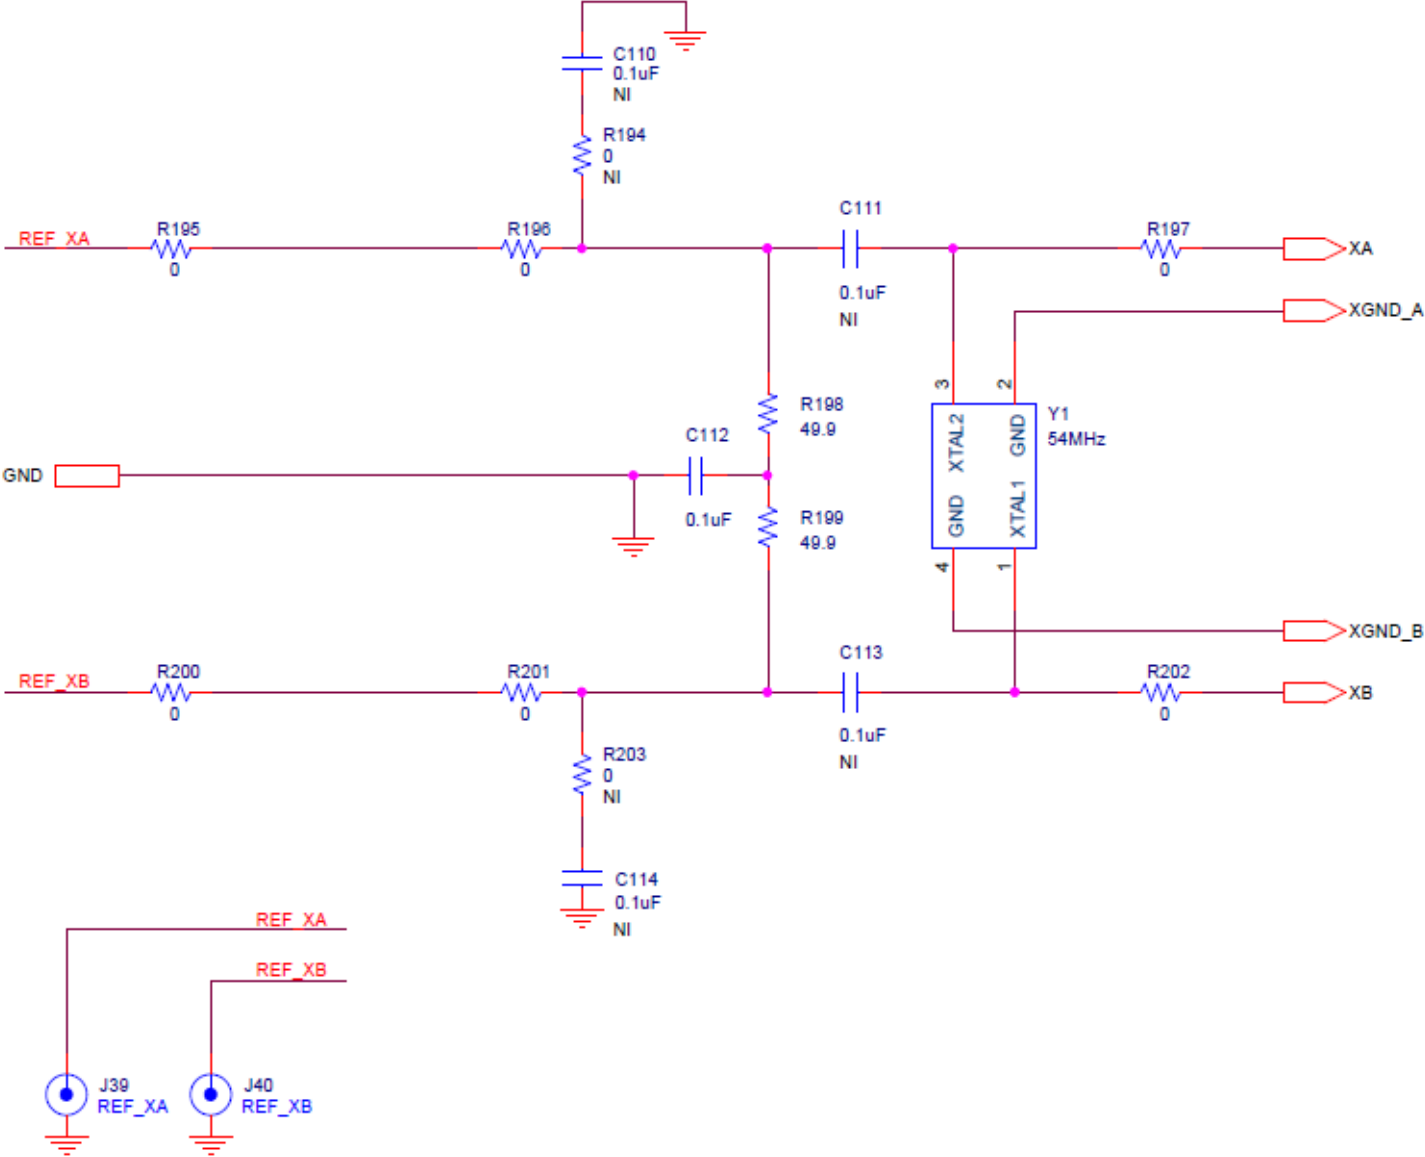 C110
0.1uF
NI
R194
0
NI
REF_XA
R195
0
R196
0
C111
0.1uF
NI
R197
0
XA
XGND_A
3
2
XTAL2
GND
GND
XTAL1
4
1
Y1
54MHz
R198
49.9
C112
0.1uF
GND
R199
49.9
XGND_B
REF_XB
R200
0
R201
0
C113
0.1uF
NI
R202
0
XB
R203
0
NI
C114
0.1uF
NI
REF_XA
REF_XB
J39
REF_XA
J40
REF_XB